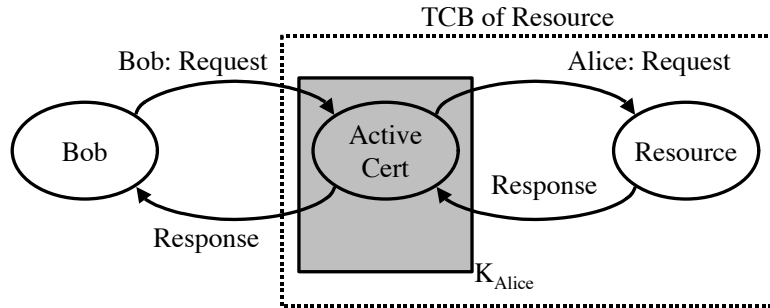 TCB of Resource
Bob: Request
Alice: Request
Bob
Active
Cert
Resource
Response
Response
K_Alice